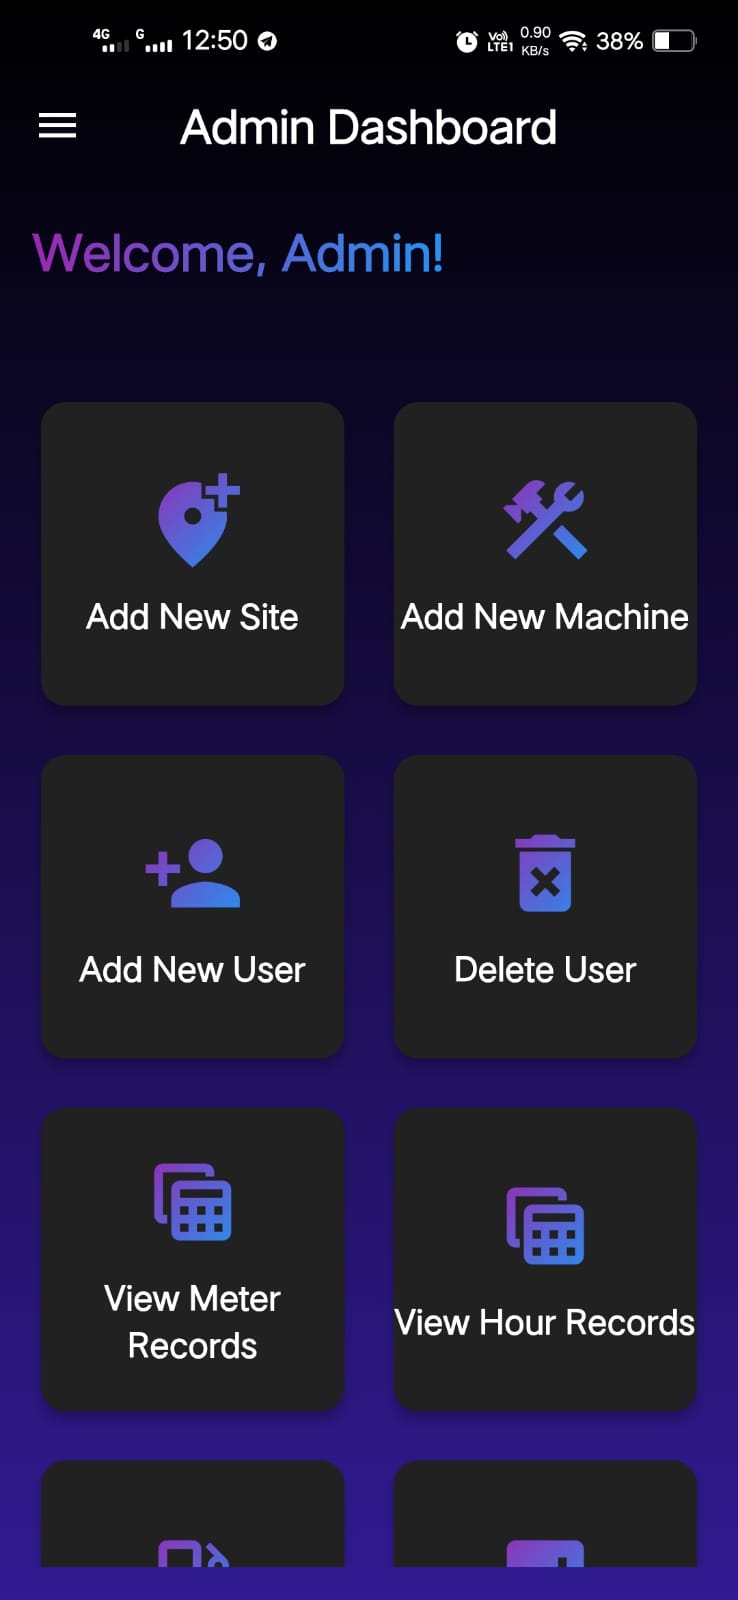 4G G 12:50 Vo)) LTE1 0.90 KB/s 38%
Admin Dashboard
Welcome, Admin!
Add New Site
Add New Machine
Add New User
Delete User
View Meter
Records
View Hour Records